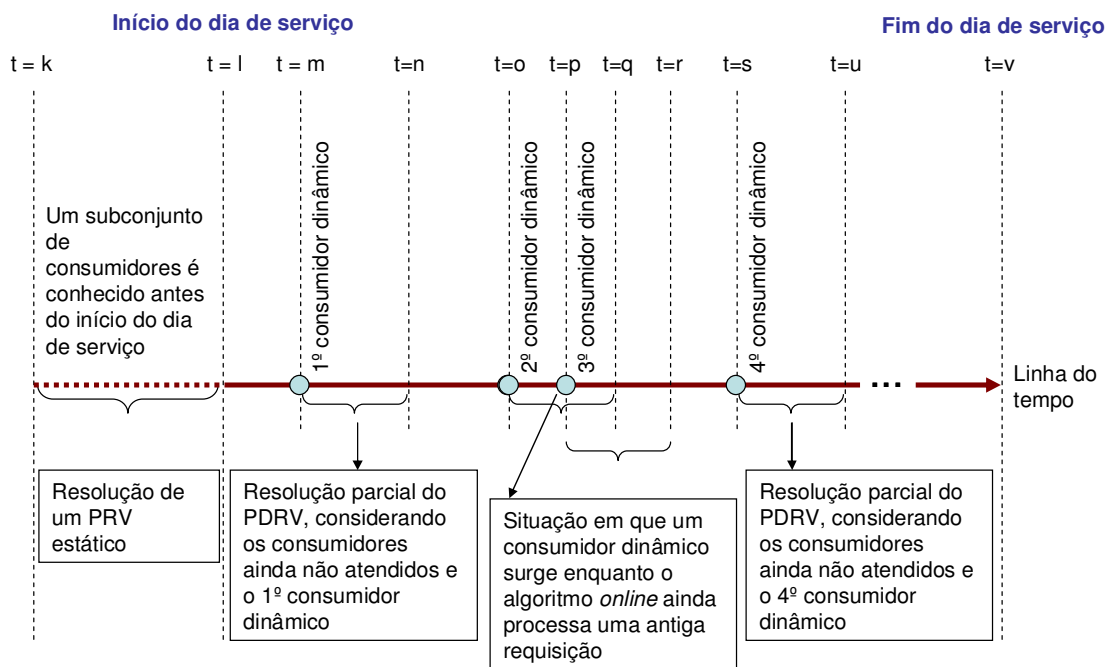 Início do dia de serviço
Fim do dia de serviço
t = k
t = l
t = m
t=n
t=o
t=p
t=q
t=r
t=s
t=u
t=v
Um subconjunto
de
consumidores é
conhecido antes
do início do dia
de serviço
1º consumidor dinâmico
2º consumidor dinâmico
3º consumidor dinâmico
4º consumidor dinâmico
...
Linha do
tempo
Resolução de
um PRV
estático
Resolução parcial do
PDRV, considerando
os consumidores
ainda não atendidos e
o 1º consumidor
dinâmico
Situação em que um
consumidor dinâmico
surge enquanto o
algoritmo online ainda
processa uma antiga
requisição
Resolução parcial do
PDRV, considerando
os consumidores
ainda não atendidos e
o 4º consumidor
dinâmico